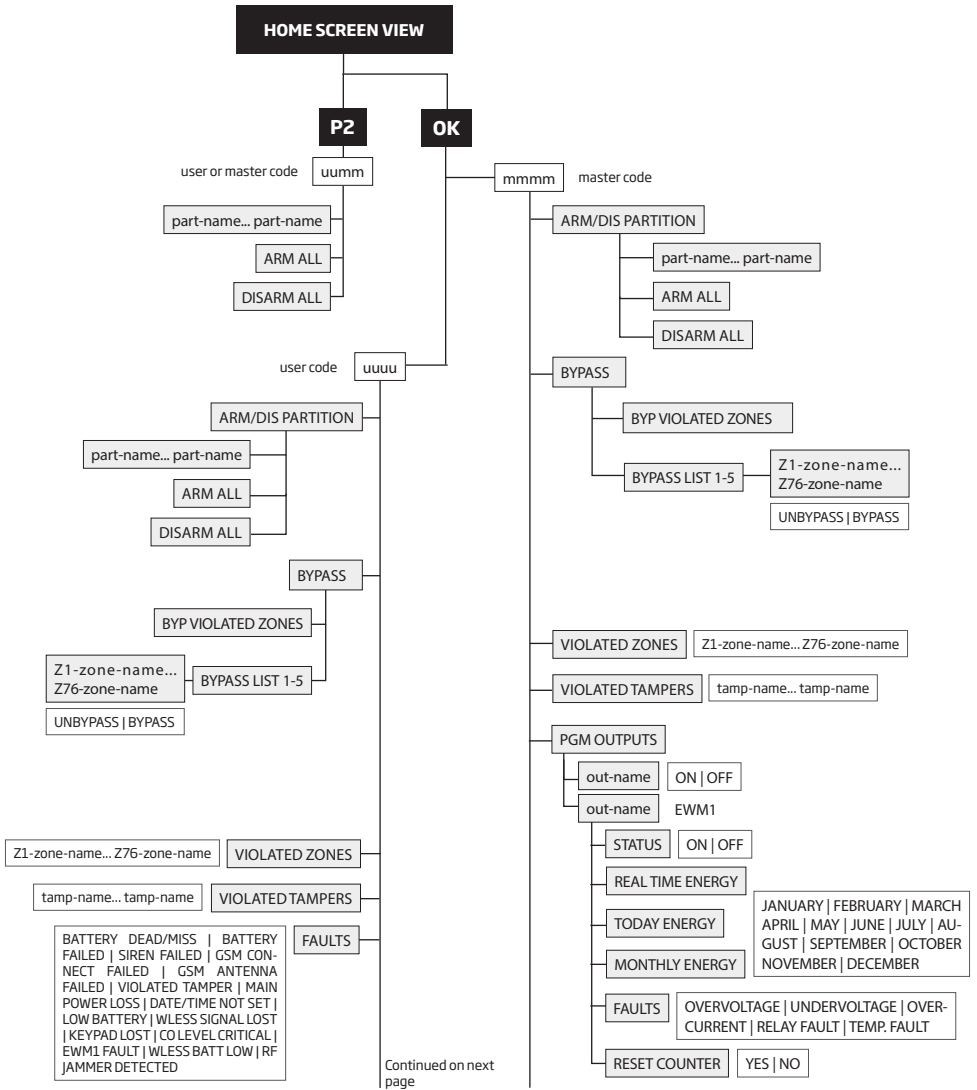 HOME SCREEN VIEW
P2
OK
user or master code
uumm
part-name... part-name
ARM ALL
DISARM ALL
mmmm
master code
ARM/DIS PARTITION
part-name... part-name
ARM ALL
DISARM ALL
BYPASS
BYP VIOLATED ZONES
BYPASS LIST 1-5
Z1-zone-name...
Z76-zone-name
UNBYPASS | BYPASS
VIOLATED ZONES
Z1-zone-name... Z76-zone-name
VIOLATED TAMPERS
tamp-name... tamp-name
PGM OUTPUTS
out-name
ON | OFF
out-name
EWM1
STATUS
ON | OFF
REAL TIME ENERGY
TODAY ENERGY
MONTHLY ENERGY
JANUARY | FEBRUARY | MARCH
APRIL | MAY | JUNE | JULY | AU-
GUST | SEPTEMBER | OCTOBER
NOVEMBER | DECEMBER
FAULTS
OVERVOLTAGE | UNDERVOLTAGE | OVER-
CURRENT | RELAY FAULT | TEMP. FAULT
RESET COUNTER
YES | NO
user code
uuuu
ARM/DIS PARTITION
part-name... part-name
ARM ALL
DISARM ALL
BYPASS
BYP VIOLATED ZONES
BYPASS LIST 1-5
Z1-zone-name...
Z76-zone-name
UNBYPASS | BYPASS
VIOLATED ZONES
Z1-zone-name... Z76-zone-name
VIOLATED TAMPERS
tamp-name... tamp-name
FAULTS
BATTERY DEAD/MISS | BATTERY
FAILED | SIREN FAILED | GSM CON-
NECT FAILED | GSM ANTENNA
FAILED | VIOLATED TAMPER | MAIN
POWER LOSS | DATE/TIME NOT SET |
LOW BATTERY | WLESS SIGNAL LOST
| KEYPAD LOST | CO LEVEL CRITICAL |
EWM1 FAULT | WLESS BATT LOW | RF
JAMMER DETECTED
Continued on next
page